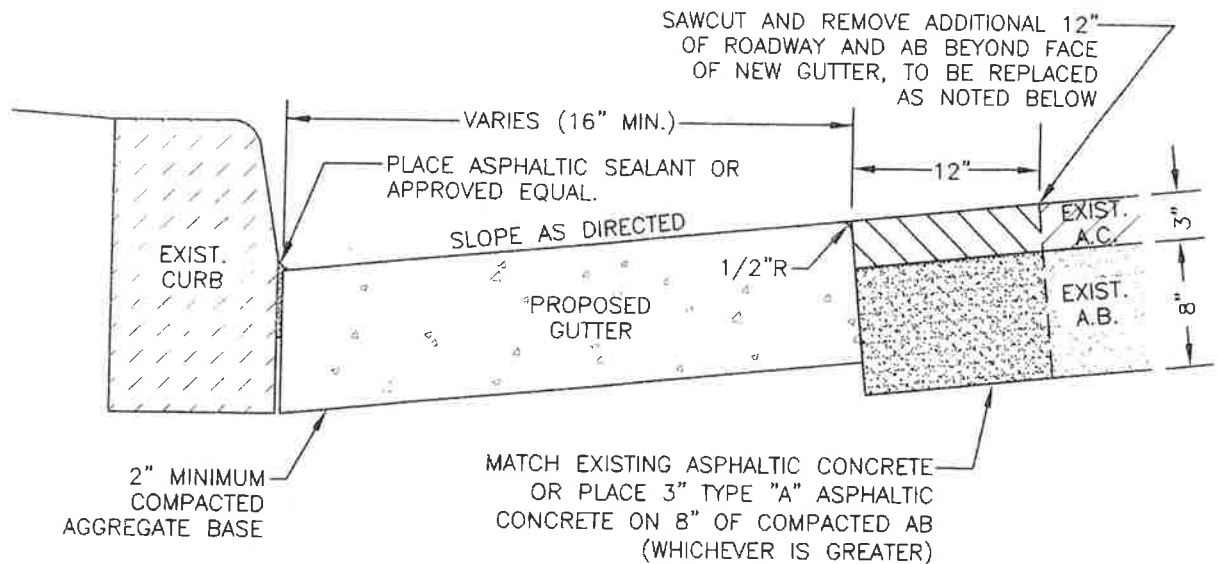 SAWCUT AND REMOVE ADDITIONAL 12"
OF ROADWAY AND AB BEYOND FACE
OF NEW GUTTER, TO BE REPLACED
AS NOTED BELOW
VARIES (16" MIN.)
PLACE ASPHALTIC SEALANT OR
APPROVED EQUAL.
12"
SLOPE AS DIRECTED
EXIST.
A.C.
3"
EXIST.
CURB
1/2"R
PROPOSED
GUTTER
EXIST.
A.B.
8"
2" MINIMUM
COMPACTED
AGGREGATE BASE
MATCH EXISTING ASPHALTIC CONCRETE
OR PLACE 3" TYPE "A" ASPHALTIC
CONCRETE ON 8" OF COMPACTED AB
(WHICHEVER IS GREATER)